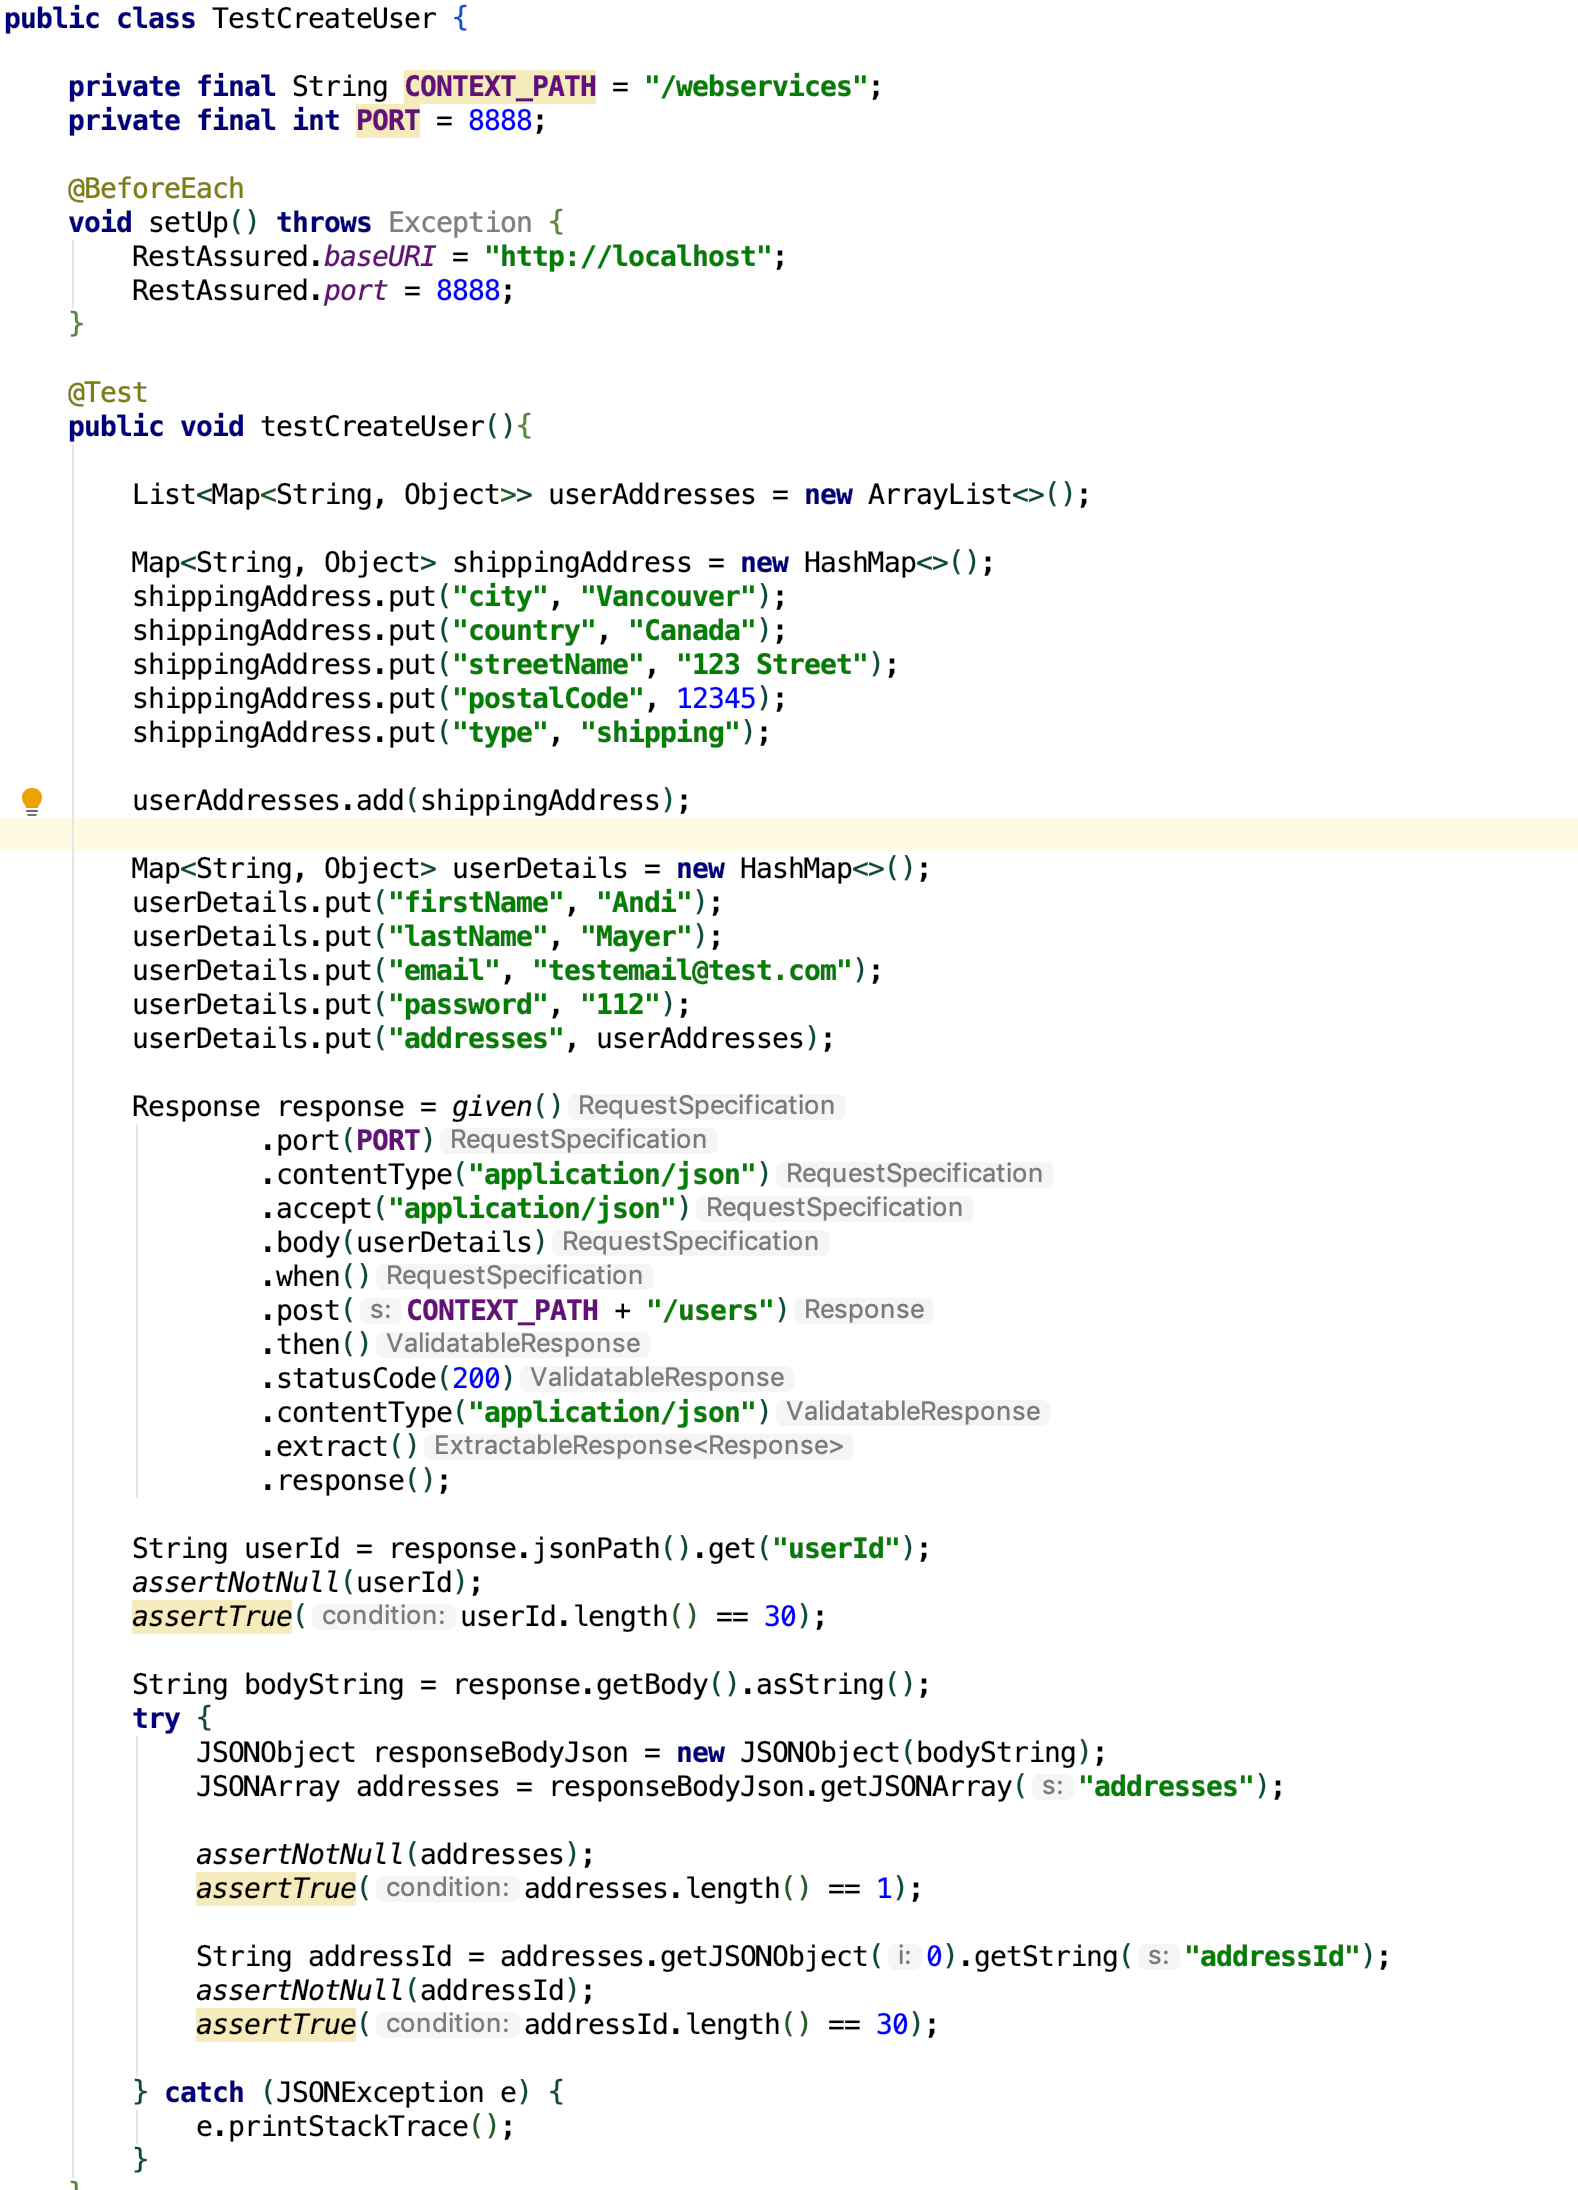 public class TestCreateUser {
private final String CONTEXT_PATH = "/webservices";
private final int PORT = 8888;
@BeforeEach
void setUp() throws Exception {
RestAssured.baseURI = "http://localhost";
RestAssured.port = 8888;
}
@Test
public void testCreateUser(){
List<Map<String, Object>> userAddresses = new ArrayList<>();
Map<String, Object> shippingAddress = new HashMap<>();
shippingAddress.put("city", "Vancouver");
shippingAddress.put("country", "Canada");
shippingAddress.put("streetName", "123 Street");
shippingAddress.put("postalCode", 12345);
shippingAddress.put("type", "shipping");
userAddresses.add(shippingAddress);
Map<String, Object> userDetails = new HashMap<>();
userDetails.put("firstName", "Andi");
userDetails.put("lastName", "Mayer");
userDetails.put("email", "testemail@test.com");
userDetails.put("password", "112");
userDetails.put("addresses", userAddresses);
Response response = given() RequestSpecification
.port(PORT) RequestSpecification
.contentType("application/json") RequestSpecification
.accept("application/json") RequestSpecification
.body(userDetails) RequestSpecification
.when() RequestSpecification
.post( s: CONTEXT_PATH + "/users") Response
.then() ValidatableResponse
.statusCode(200) ValidatableResponse
.contentType("application/json") ValidatableResponse
.extract() ExtractableResponse<Response>
.response();
String userId = response.jsonPath().get("userId");
assertNotNull(userId);
assertTrue( condition: userId.length() == 30);
String bodyString = response.getBody().asString();
try {
JSONObject responseBodyJson = new JSONObject(bodyString);
JSONArray addresses = responseBodyJson.getJSONArray( s: "addresses");
assertNotNull(addresses);
assertTrue( condition: addresses.length() == 1);
String addressId = addresses.getJSONObject( i: 0).getString( s: "addressId");
assertNotNull(addressId);
assertTrue( condition: addressId.length() == 30);
} catch (JSONException e) {
e.printStackTrace();
}
}